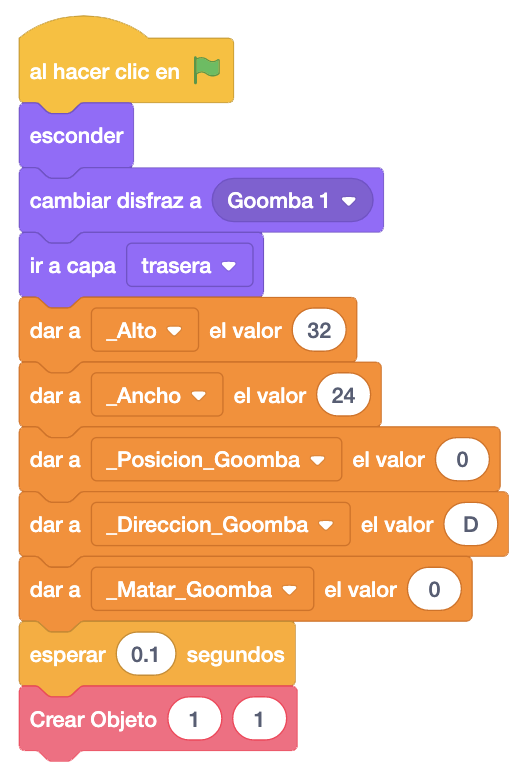 al hacer clic en
esconder
cambiar disfraz a Goomba 1
ir a capa trasera
dar a _Alto el valor 32
dar a _Ancho el valor 24
dar a _Posicion_Goomba el valor 0
dar a _Direccion_Goomba el valor D
dar a _Matar_Goomba el valor 0
esperar 0.1 segundos
Crear Objeto 1 1